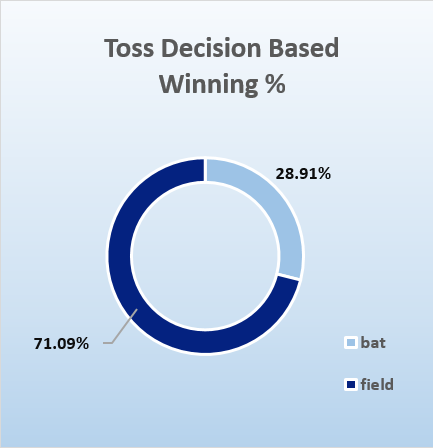 Toss Decision Based
Winning %
28.91%
71.09%
bat
field